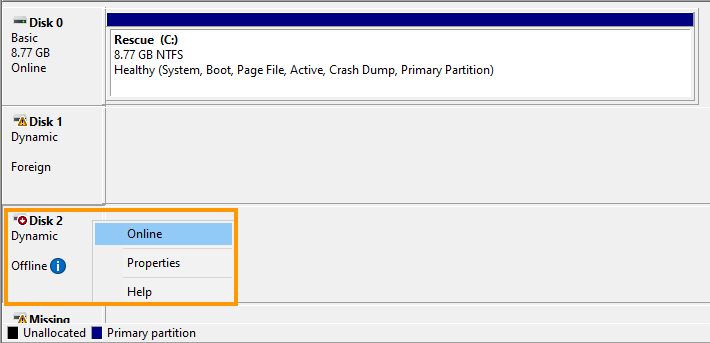 Disk 0
Basic
8.77 GB
Online
Rescue (C:)
8.77 GB NTFS
Healthy (System, Boot, Page File, Active, Crash Dump, Primary Partition)
Disk 1
Dynamic
Foreign
Disk 2
Dynamic
Offline
Online
Properties
Help
Missing
Unallocated Primary partition